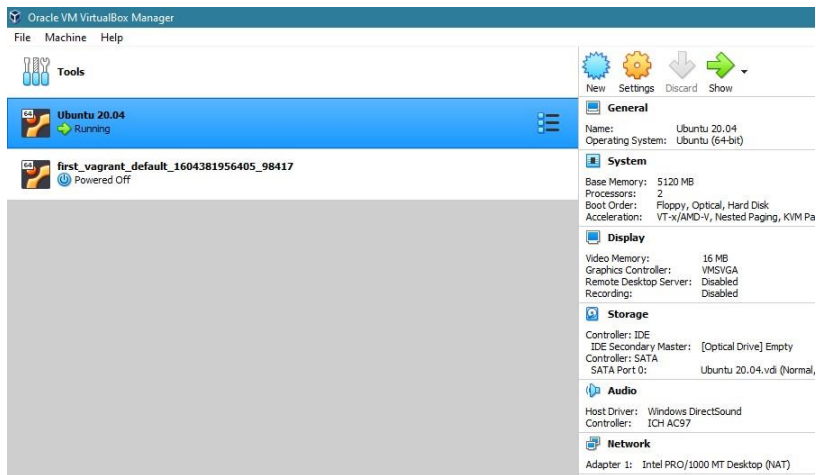 Oracle VM VirtualBox Manager
File Machine Help
Tools
New Settings Discard Show
64 Ubuntu 20.04
Running
64 first_vagrant_default_1604381956405_98417
Powered Off
General
Name: Ubuntu 20.04
Operating System: Ubuntu (64-bit)
System
Base Memory: 5120 MB
Processors: 2
Boot Order: Floppy, Optical, Hard Disk
Acceleration: VT-x/AMD-V, Nested Paging, KVM Pa
Display
Video Memory: 16 MB
Graphics Controller: VMSVGA
Remote Desktop Server: Disabled
Recording: Disabled
Storage
Controller: IDE
IDE Secondary Master: [Optical Drive] Empty
Controller: SATA
SATA Port 0: Ubuntu 20.04.vdi (Normal,
Audio
Host Driver: Windows DirectSound
Controller: ICH AC97
Network
Adapter 1: Intel PRO/1000 MT Desktop (NAT)